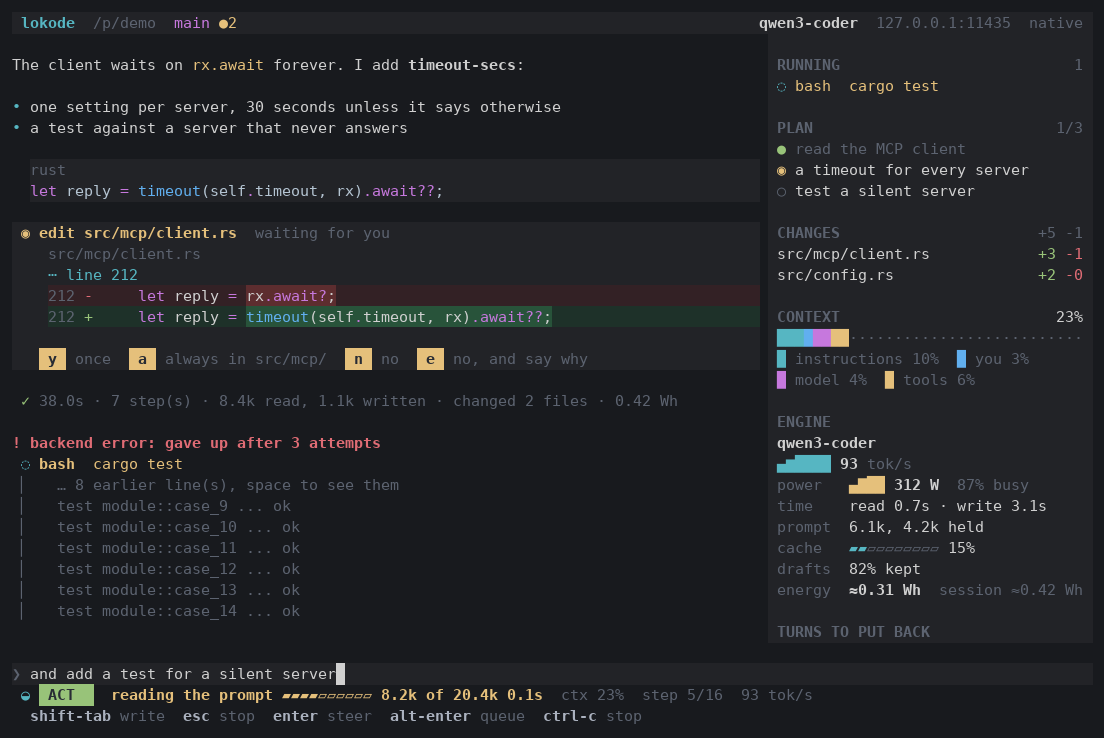 lokode  /p/demo  main ●2  qwen3-coder  127.0.0.1:11435  native
The client waits on rx.await forever. I add timeout-secs:
• one setting per server, 30 seconds unless it says otherwise
• a test against a server that never answers
rust
let reply = timeout(self.timeout, rx).await??;
◉ edit src/mcp/client.rs  waiting for you
src/mcp/client.rs
⋯ line 212
212 -     let reply = rx.await?;
212 +     let reply = timeout(self.timeout, rx).await??;
y once  a always in src/mcp/  n no  e no, and say why
✓ 38.0s · 7 step(s) · 8.4k read, 1.1k written · changed 2 files · 0.42 Wh
! backend error: gave up after 3 attempts
◌ bash  cargo test
│   … 8 earlier line(s), space to see them
│   test module::case_9 ... ok
│   test module::case_10 ... ok
│   test module::case_11 ... ok
│   test module::case_12 ... ok
│   test module::case_13 ... ok
│   test module::case_14 ... ok
RUNNING 1
◌ bash  cargo test
PLAN 1/3
● read the MCP client
◉ a timeout for every server
○ test a silent server
CHANGES +5 -1
src/mcp/client.rs +3 -1
src/config.rs +2 -0
CONTEXT 23%
instructions 10%  you 3%
model 4%  tools 6%
ENGINE
qwen3-coder
93 tok/s
power 312 W  87% busy
time read 0.7s · write 3.1s
prompt 6.1k, 4.2k held
cache ▰▰▱▱▱▱▱▱▱▱ 15%
drafts 82% kept
energy ≈0.31 Wh  session ≈0.42 Wh
TURNS TO PUT BACK
❯ and add a test for a silent server
◒ ACT  reading the prompt ▰▰▰▰▱▱▱▱▱▱ 8.2k of 20.4k 0.1s  ctx 23%  step 5/16  93 tok/s
shift-tab write  esc stop  enter steer  alt-enter queue  ctrl-c stop